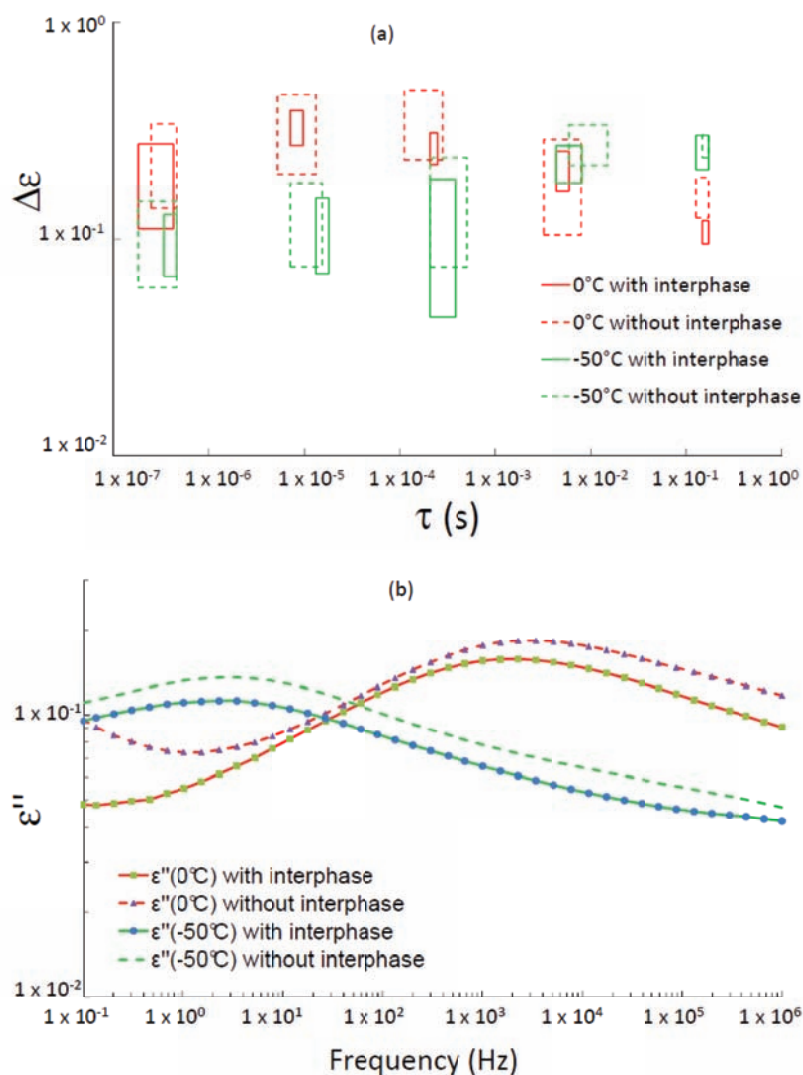 (a)
1 x 10⁰
1 x 10⁻¹
1 x 10⁻²
Δε
0°C with interphase
0°C without interphase
-50°C with interphase
-50°C without interphase
1 x 10⁻⁷ 1 x 10⁻⁶ 1 x 10⁻⁵ 1 x 10⁻⁴ 1 x 10⁻³ 1 x 10⁻² 1 x 10⁻¹ 1 x 10⁰
τ (s)
(b)
1 x 10⁻¹
ε"
ε"(0°C) with interphase
ε"(0°C) without interphase
ε"(-50°C) with interphase
ε"(-50°C) without interphase
1 x 10⁻²
1 x 10⁻¹ 1 x 10⁰ 1 x 10¹ 1 x 10² 1 x 10³ 1 x 10⁴ 1 x 10⁵ 1 x 10⁶
Frequency (Hz)